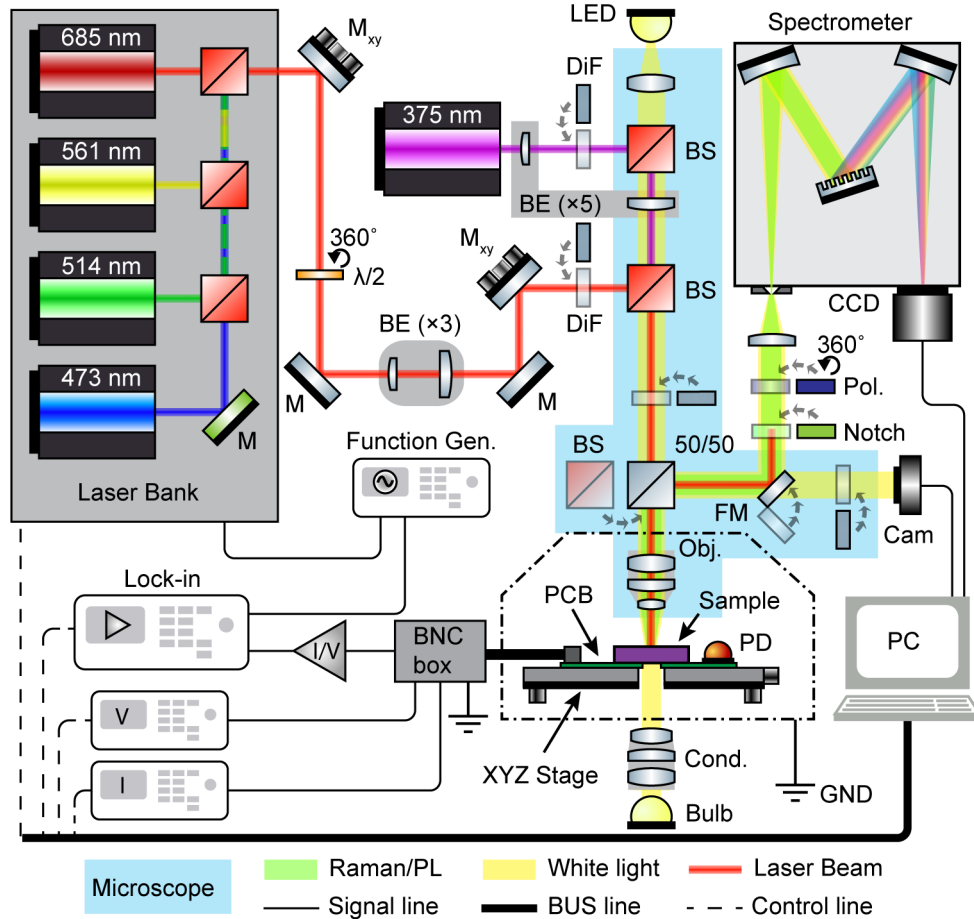 LED
Spectrometer
685 nm
Mxy
DiF
375 nm
BS
561 nm
BE (×5)
360°
λ/2
Mxy
514 nm
BS
CCD
BE (×3)
DiF
360°
Pol.
473 nm
M
M
M
Notch
Function Gen.
BS
50/50
Laser Bank
FM
Cam
Obj.
Lock-in
PCB
Sample
PC
BNC
box
I/V
PD
V
XYZ Stage
Cond.
I
GND
Bulb
Microscope
Raman/PL
White light
Laser Beam
Signal line
BUS line
Control line